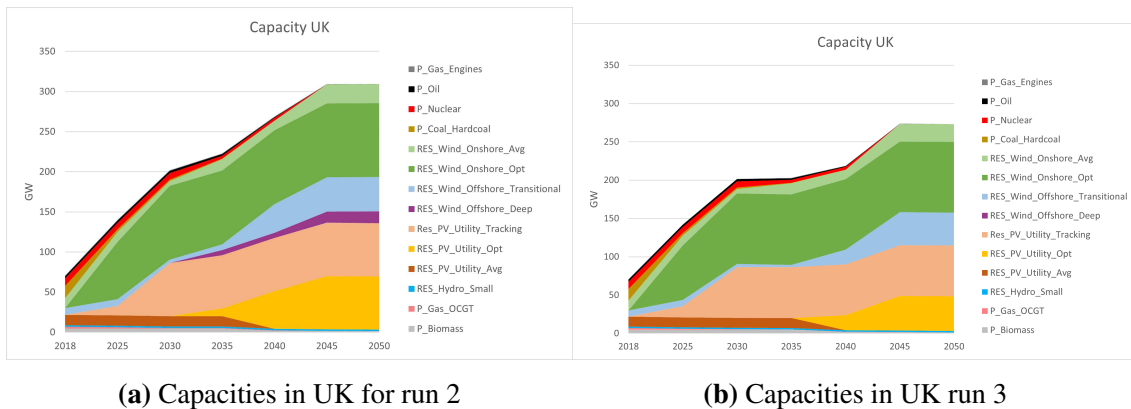 Capacity UK
350
300
250
200
150
100
50
0
GW
2018 2025 2030 2035 2040 2045 2050
P_Gas_Engines
P_Oil
P_Nuclear
P_Coal_Hardcoal
RES_Wind_Onshore_Avg
RES_Wind_Onshore_Opt
RES_Wind_Offshore_Transitional
RES_Wind_Offshore_Deep
Res_PV_Utility_Tracking
RES_PV_Utility_Opt
RES_PV_Utility_Avg
RES_Hydro_Small
P_Gas_OCGT
P_Biomass
(a) Capacities in UK for run 2
Capacity UK
350
300
250
200
150
100
50
0
GW
2018 2025 2030 2035 2040 2045 2050
P_Gas_Engines
P_Oil
P_Nuclear
P_Coal_Hardcoal
RES_Wind_Onshore_Avg
RES_Wind_Onshore_Opt
RES_Wind_Offshore_Transitional
RES_Wind_Offshore_Deep
Res_PV_Utility_Tracking
RES_PV_Utility_Opt
RES_PV_Utility_Avg
RES_Hydro_Small
P_Gas_OCGT
P_Biomass
(b) Capacities in UK run 3